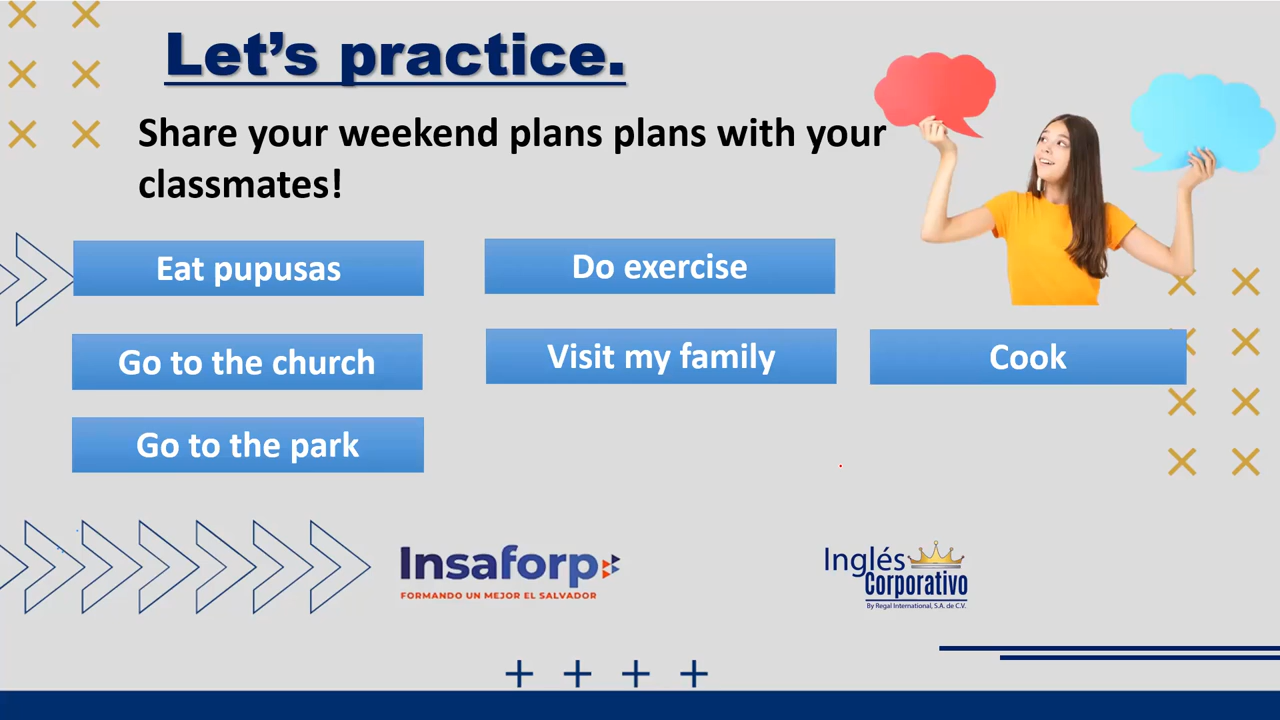 Let's practice.
Share your weekend plans plans with your
classmates!
Eat pupusas
Do exercise
Go to the church
Visit my family
Cook
Go to the park
Insaforp
FORMANDO UN MEJOR EL SALVADOR
Inglés
Corporativo
By Regal International, S.A. de C.V.